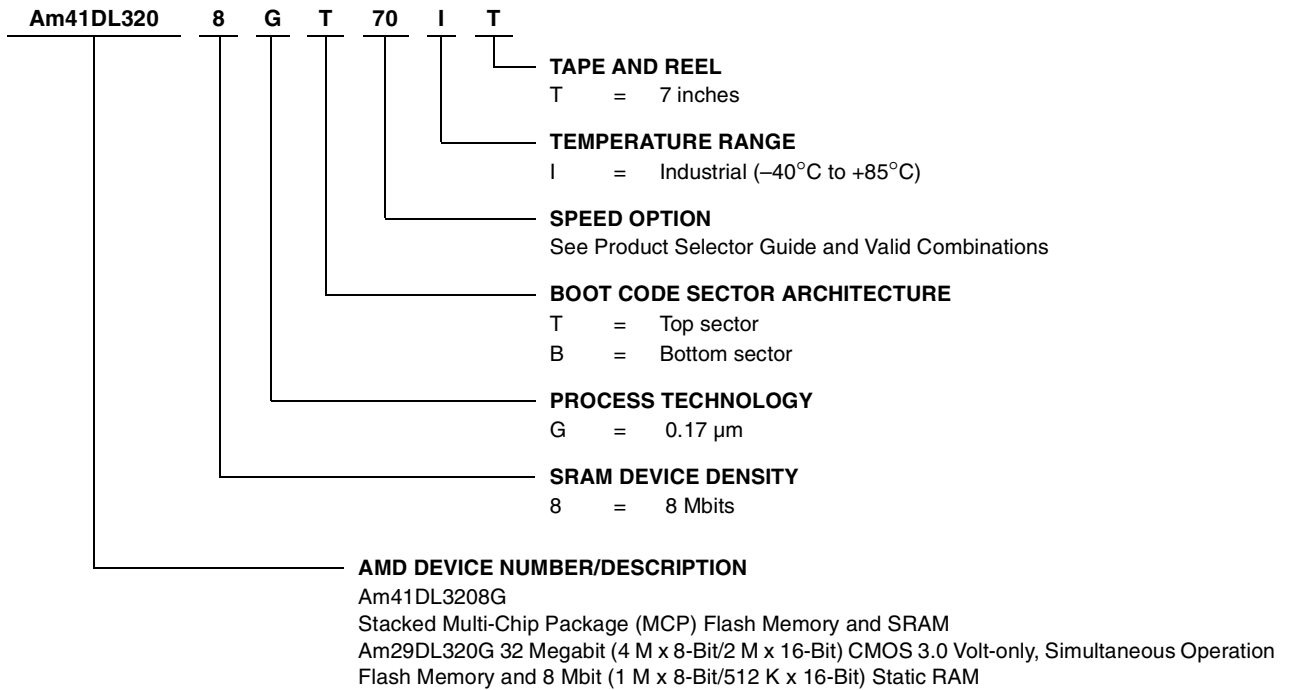 Am41DL320 8 G T 70 I T
TAPE AND REEL
T = 7 inches
TEMPERATURE RANGE
I = Industrial (–40°C to +85°C)
SPEED OPTION
See Product Selector Guide and Valid Combinations
BOOT CODE SECTOR ARCHITECTURE
T = Top sector
B = Bottom sector
PROCESS TECHNOLOGY
G = 0.17 µm
SRAM DEVICE DENSITY
8 = 8 Mbits
AMD DEVICE NUMBER/DESCRIPTION
Am41DL3208G
Stacked Multi-Chip Package (MCP) Flash Memory and SRAM
Am29DL320G 32 Megabit (4 M x 8-Bit/2 M x 16-Bit) CMOS 3.0 Volt-only, Simultaneous Operation
Flash Memory and 8 Mbit (1 M x 8-Bit/512 K x 16-Bit) Static RAM